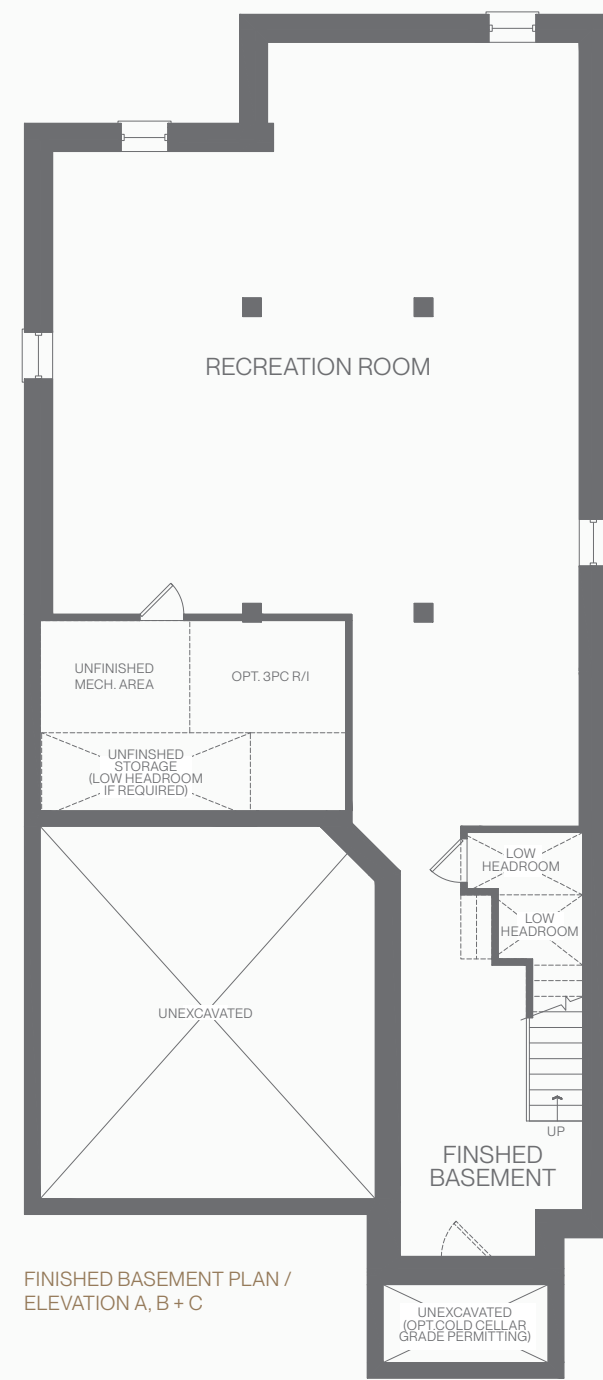 RECREATION ROOM
UNFINISHED
MECH. AREA
OPT. 3PC R/I
UNFINSHED
STORAGE
(LOW HEADROOM
IF REQUIRED)
LOW
HEADROOM
LOW
HEADROOM
UNEXCAVATED
UP
FINSHED
BASEMENT
FINISHED BASEMENT PLAN /
ELEVATION A, B + C
UNEXCAVATED
(OPT.COLD CELLAR
GRADE PERMITTING)